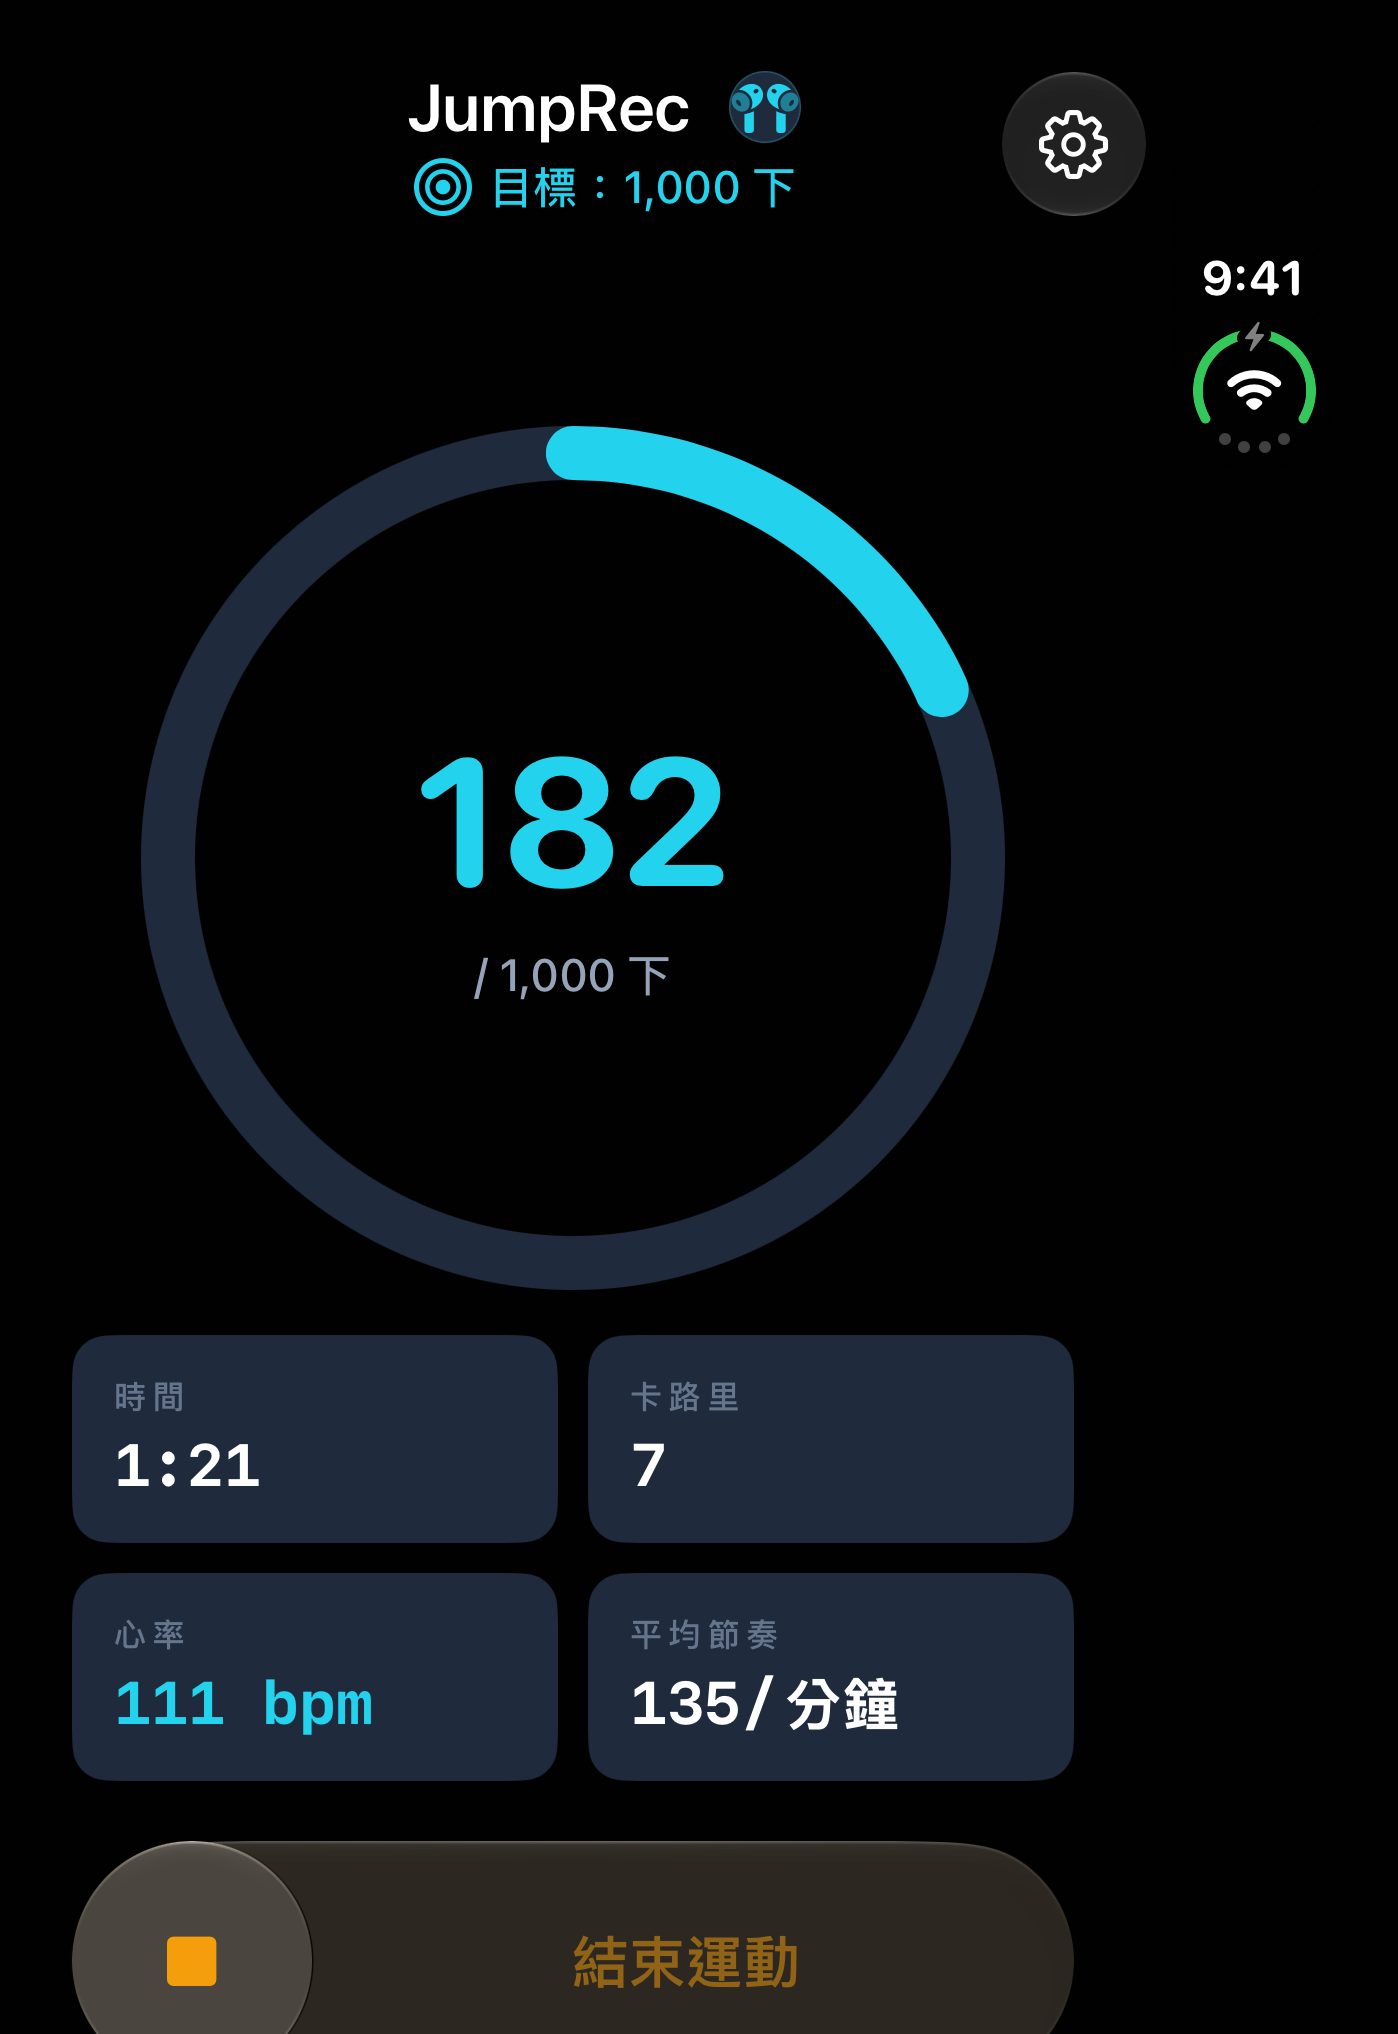 JumpRec
目標：1,000 下
9:41
182
/ 1,000 下
時間
1:21
卡路里
7
心率
111 bpm
平均節奏
135/分鐘
結束運動